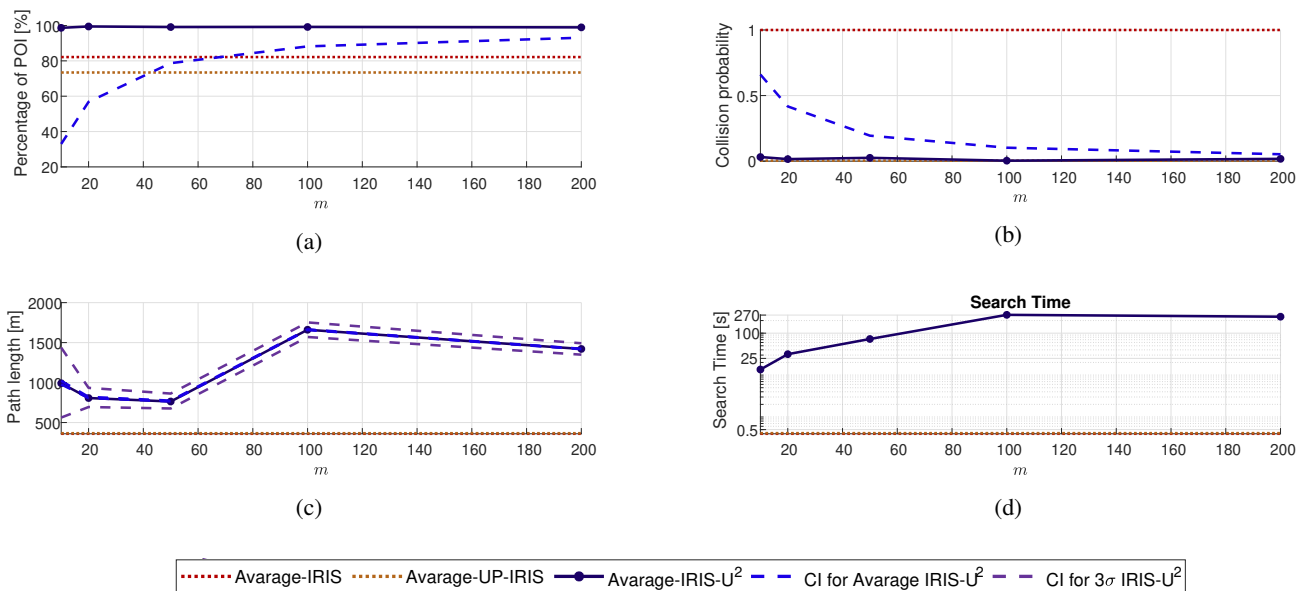 Percentage of POI [%]
100
80
60
40
20
20 40 60 80 100 120 140 160 180 200
m
(a)
Collision probability
1
0.5
0
20 40 60 80 100 120 140 160 180 200
m
(b)
Path length [m]
2000
1500
1000
500
20 40 60 80 100 120 140 160 180 200
m
(c)
Search Time
Search Time [s]
270
100
25
0.5
20 40 60 80 100 120 140 160 180 200
m
(d)
Avarage-IRIS Avarage-UP-IRIS Avarage-IRIS-U² CI for Avarage IRIS-U² CI for 3σ IRIS-U²